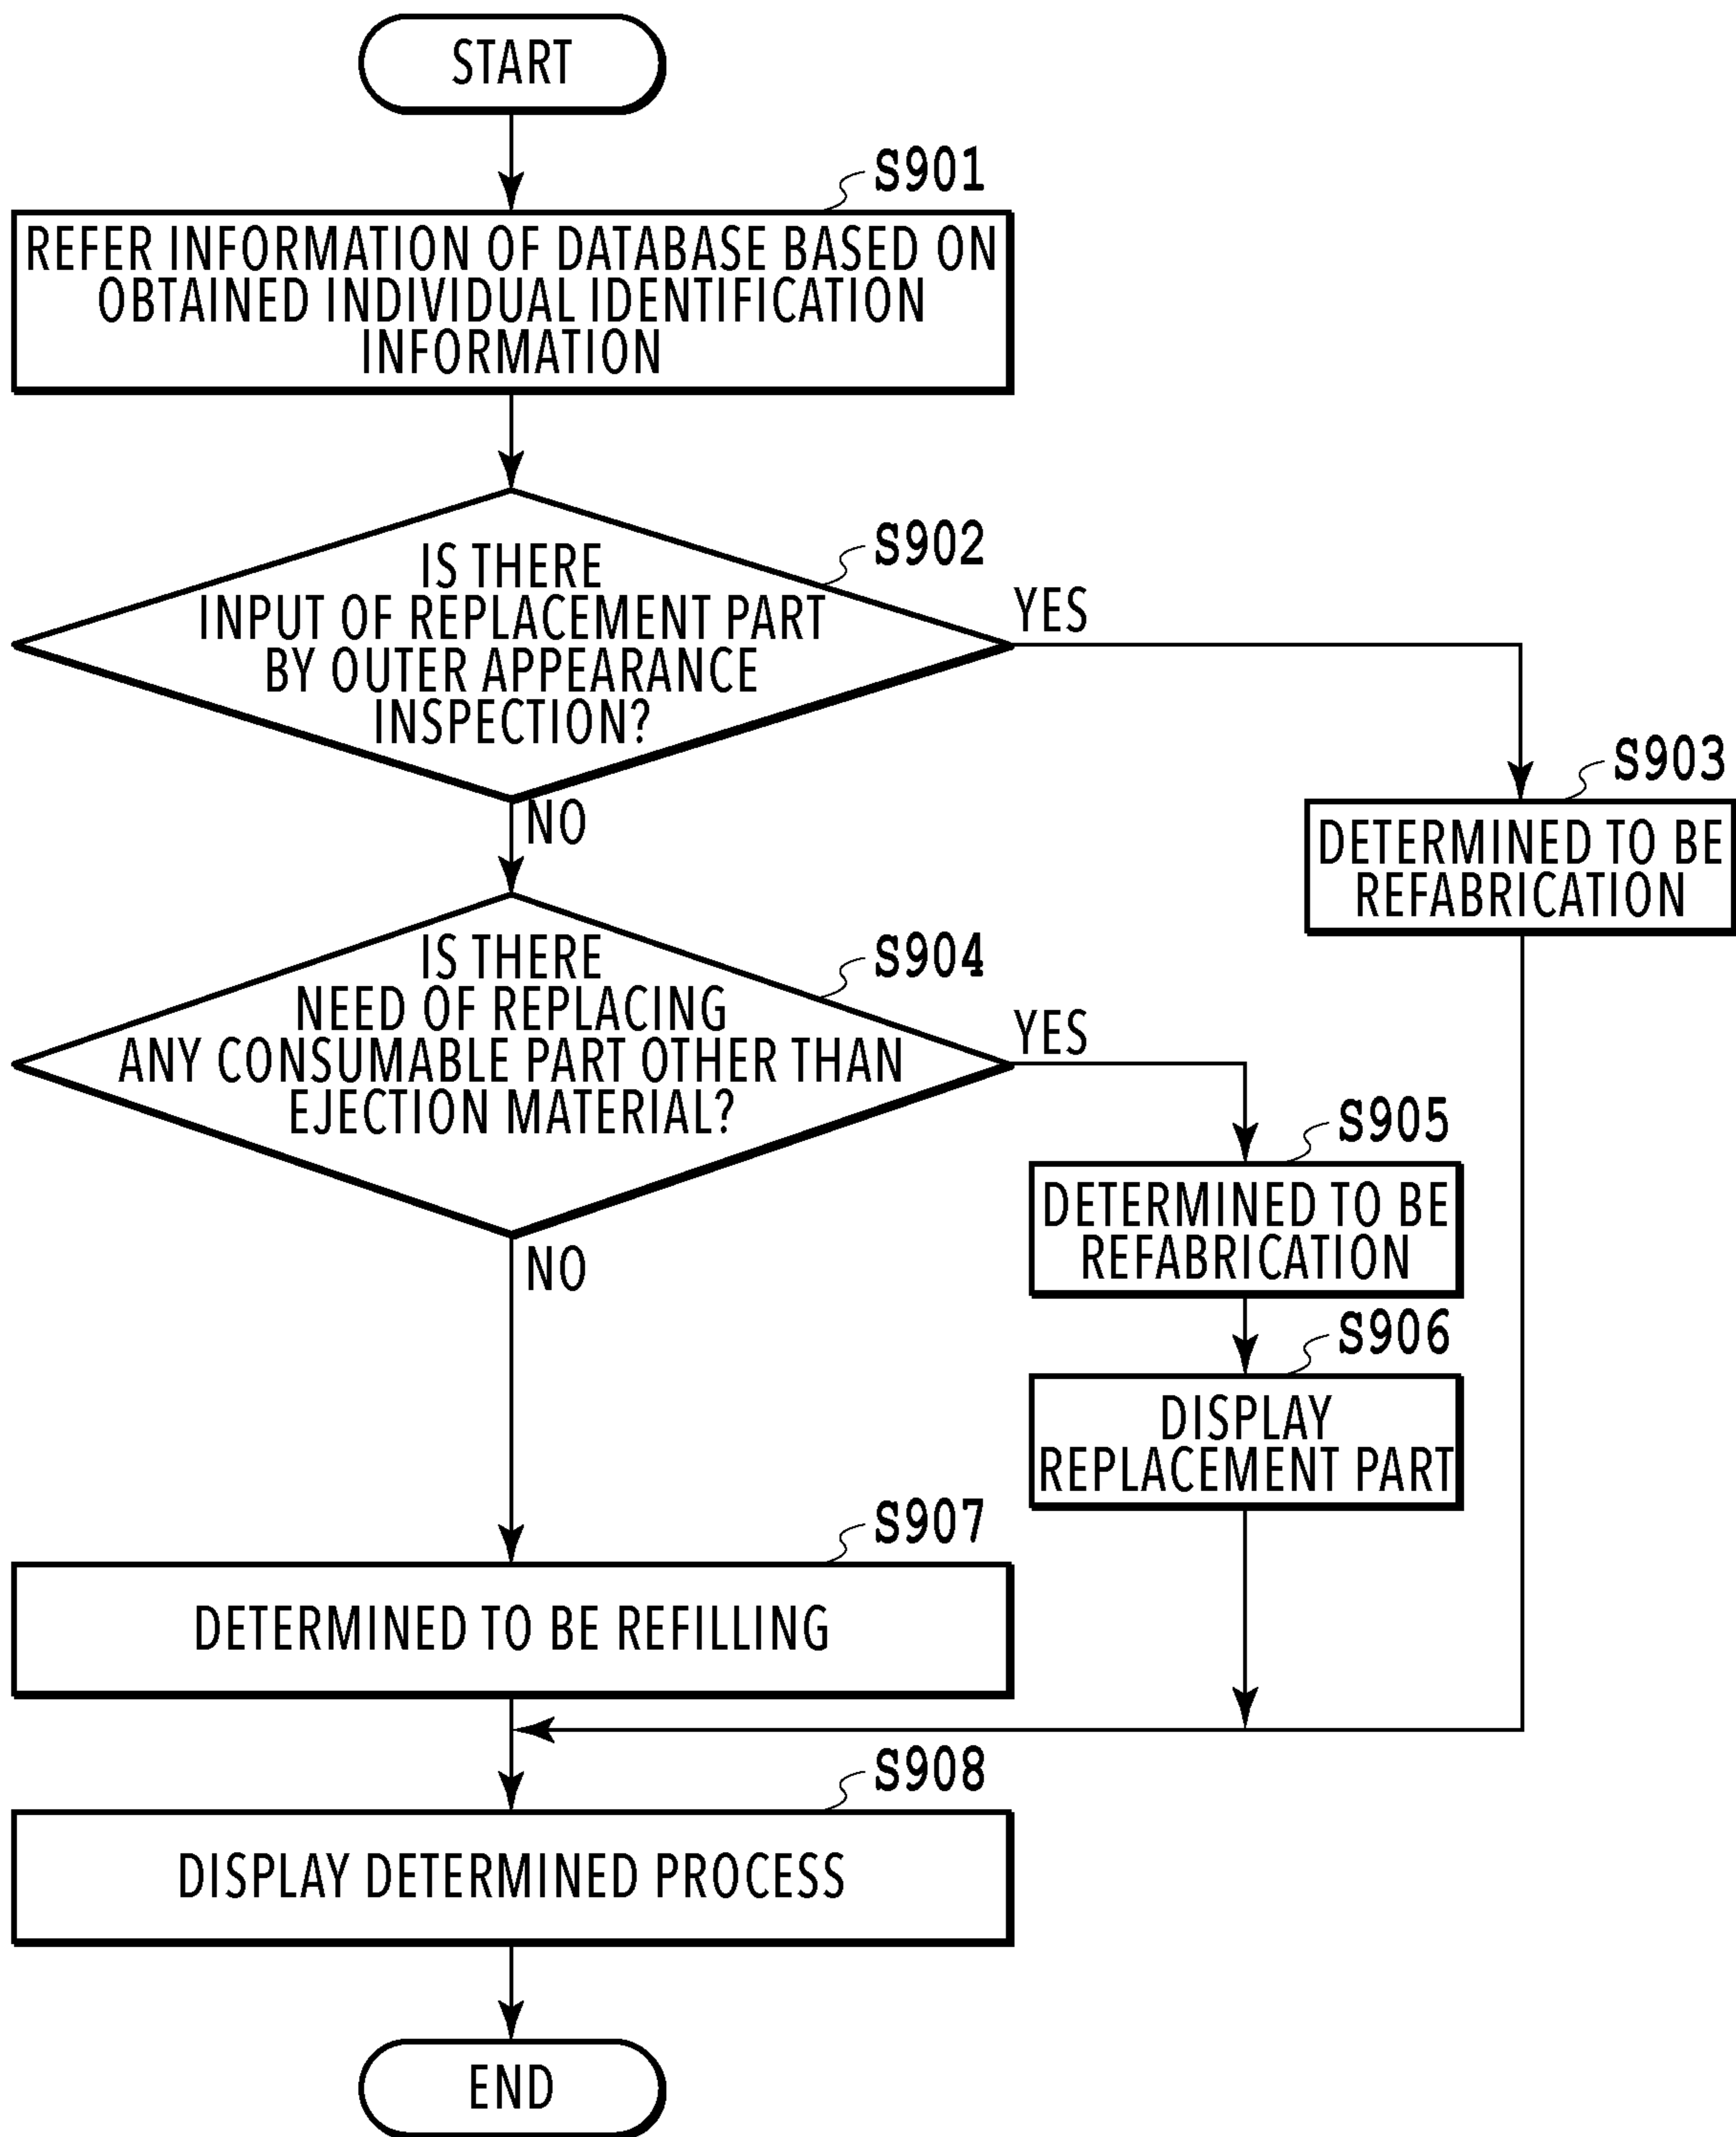 START
S901
REFER INFORMATION OF DATABASE BASED ON
OBTAINED INDIVIDUAL IDENTIFICATION
INFORMATION
S902
IS THERE
INPUT OF REPLACEMENT PART
BY OUTER APPEARANCE
INSPECTION?
YES
NO
S903
DETERMINED TO BE
REFABRICATION
S904
IS THERE
NEED OF REPLACING
ANY CONSUMABLE PART OTHER THAN
EJECTION MATERIAL?
YES
NO
S905
DETERMINED TO BE
REFABRICATION
S906
DISPLAY
REPLACEMENT PART
S907
DETERMINED TO BE REFILLING
S908
DISPLAY DETERMINED PROCESS
END